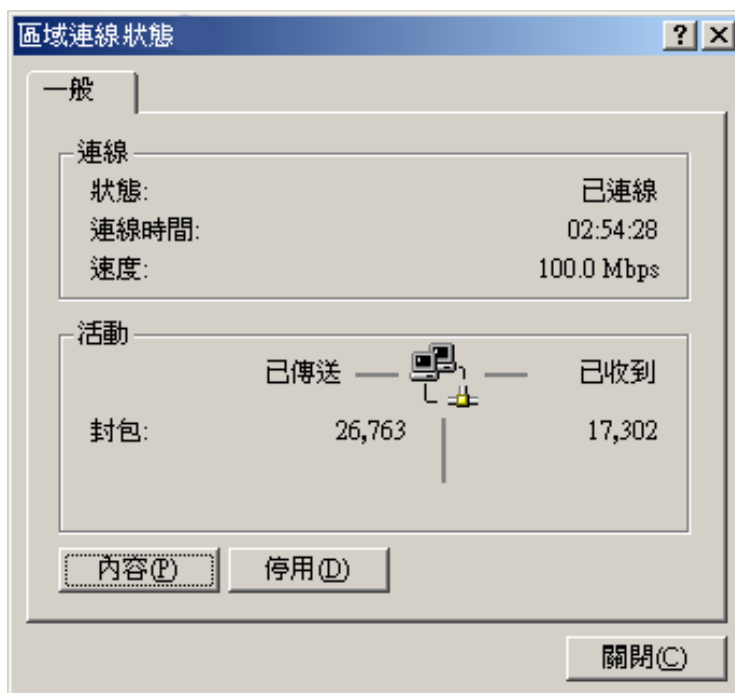 區域連線狀態
一般
連線
狀態: 已連線
連線時間: 02:54:28
速度: 100.0 Mbps
活動
已傳送 已收到
封包: 26,763 17,302
內容(P) 停用(D)
關閉(C)